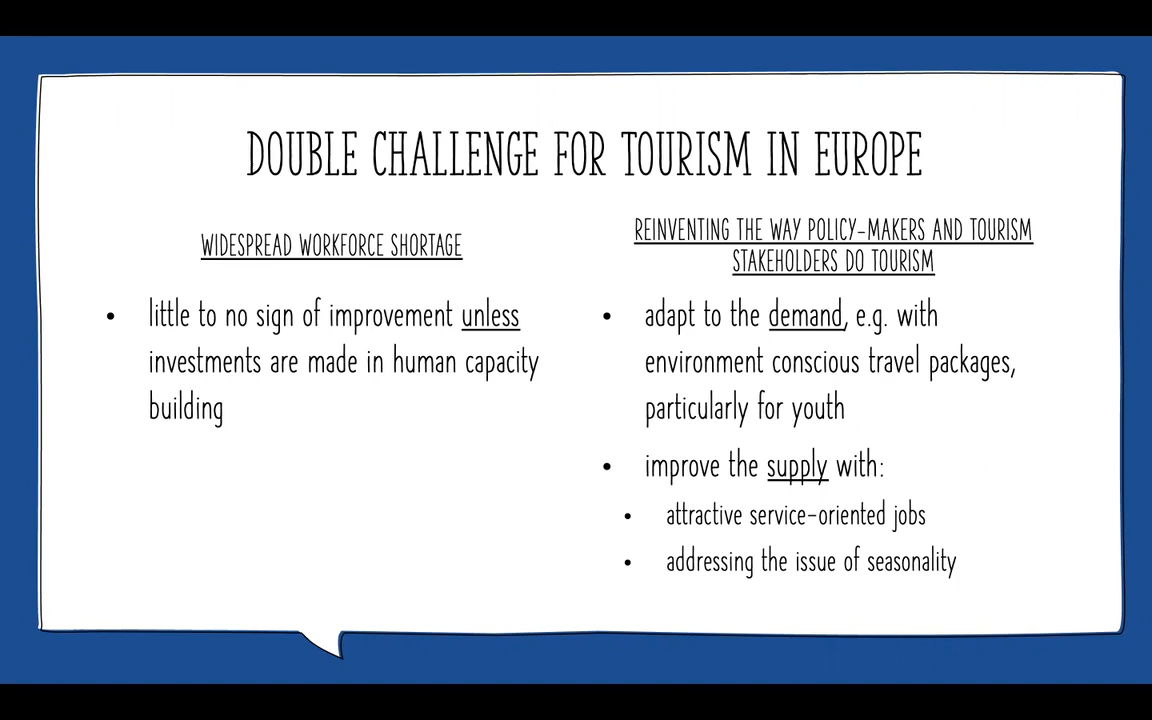 DOUBLE CHALLENGE FOR TOURISM IN EUROPE
WIDESPREAD WORKFORCE SHORTAGE
• little to no sign of improvement unless
investments are made in human capacity
building
REINVENTING THE WAY POLICY-MAKERS AND TOURISM
STAKEHOLDERS DO TOURISM
• adapt to the demand, e.g. with
environment conscious travel packages,
particularly for youth
• improve the supply with:
• attractive service-oriented jobs
• addressing the issue of seasonality